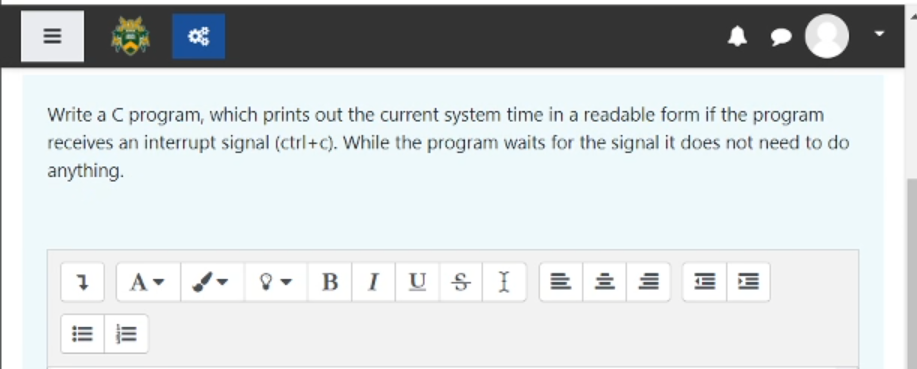 Write a C program, which prints out the current system time in a readable form if the program
receives an interrupt signal (ctrl+c). While the program waits for the signal it does not need to do
anything.
A B I U S